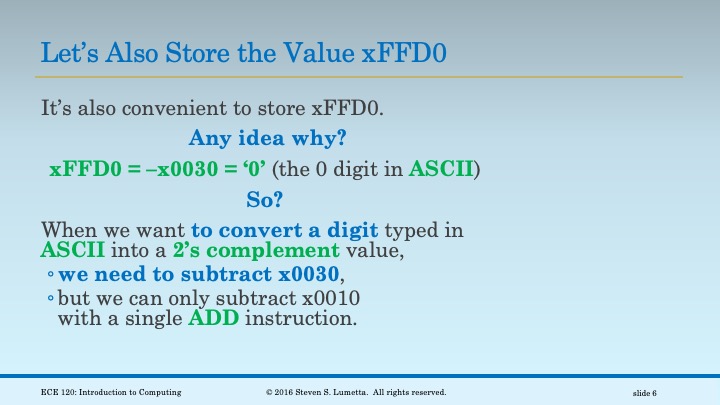 Let’s Also Store the Value xFFD0
It’s also convenient to store xFFD0.
Any idea why?
xFFD0 = –x0030 = ‘0’ (the 0 digit in ASCII)
So?
When we want to convert a digit typed in
ASCII into a 2’s complement value,
◦ we need to subtract x0030,
◦ but we can only subtract x0010
with a single ADD instruction.
ECE 120: Introduction to Computing
© 2016 Steven S. Lumetta. All rights reserved.
slide 6